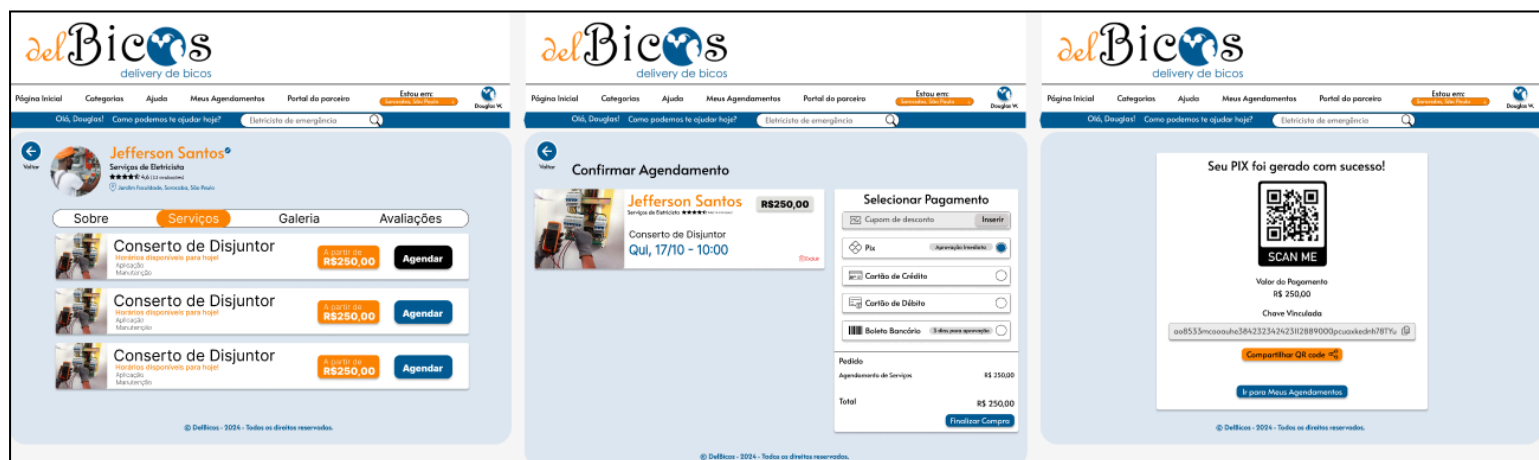 delBicos
delivery de bicos
Página Inicial Categorias Ajuda Meus Agendamentos Portal do parceiro Estou em:
Sorocaba, São Paulo
Douglas W.
Olá, Douglas! Como podemos te ajudar hoje? Eletricista de emergência
Voltar
Jefferson Santos
Serviços de Eletricista
4,6
Jardim Faculdade, Sorocaba, São Paulo
Sobre Serviços Galeria Avaliações
Conserto de Disjuntor
Horários disponíveis para hoje!
Aplicação
Manutenção
A partir de
R$250,00
Agendar
Conserto de Disjuntor
Horários disponíveis para hoje!
Aplicação
Manutenção
A partir de
R$250,00
Agendar
Conserto de Disjuntor
Horários disponíveis para hoje!
Aplicação
Manutenção
A partir de
R$250,00
Agendar
© DelBicos - 2024 - Todos os direitos reservados.
delBicos
delivery de bicos
Página Inicial Categorias Ajuda Meus Agendamentos Portal do parceiro Estou em:
Sorocaba, São Paulo
Douglas W.
Olá, Douglas! Como podemos te ajudar hoje? Eletricista de emergência
Voltar
Confirmar Agendamento
Jefferson Santos
Serviços de Eletricista
R$250,00
Conserto de Disjuntor
Qui, 17/10 - 10:00
Selecionar Pagamento
Cupom de desconto Inserir
Pix Aprovação Imediata
Cartão de Crédito
Cartão de Débito
Boleto Bancário 3 dias para aprovação
Pedido
Agendamento de Serviços R$ 250,00
Total R$ 250,00
Finalizar Compra
© DelBicos - 2024 - Todos os direitos reservados.
delBicos
delivery de bicos
Página Inicial Categorias Ajuda Meus Agendamentos Portal do parceiro Estou em:
Sorocaba, São Paulo
Douglas W.
Olá, Douglas! Como podemos te ajudar hoje? Eletricista de emergência
Seu PIX foi gerado com sucesso!
SCAN ME
Valor do Pagamento
R$ 250,00
Chave Vinculada
Compartilhar QR code
Ir para Meus Agendamentos
© DelBicos - 2024 - Todos os direitos reservados.